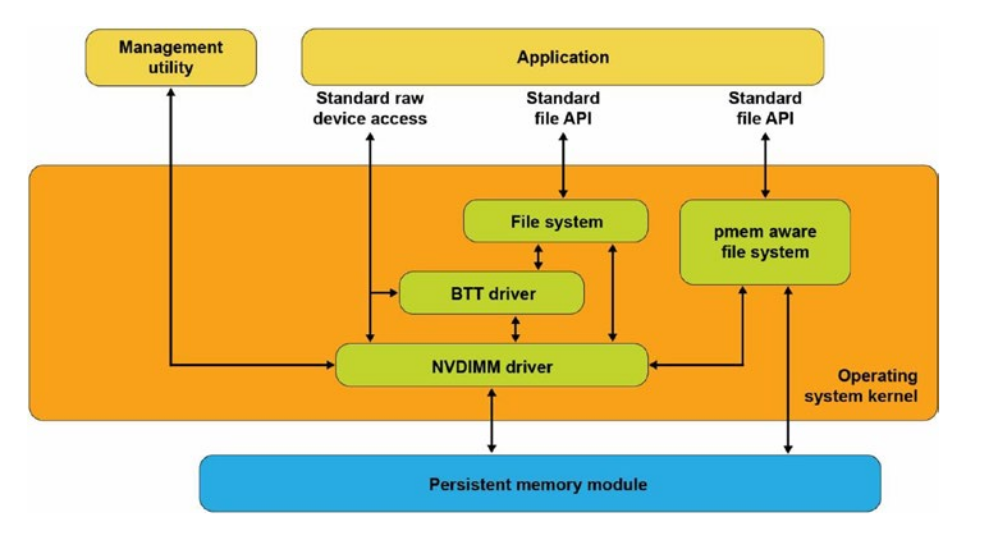 Management
utility
Application
Standard raw
device access
Standard
file API
Standard
file API
File system
pmem aware
file system
BTT driver
NVDIMM driver
Operating
system kernel
Persistent memory module